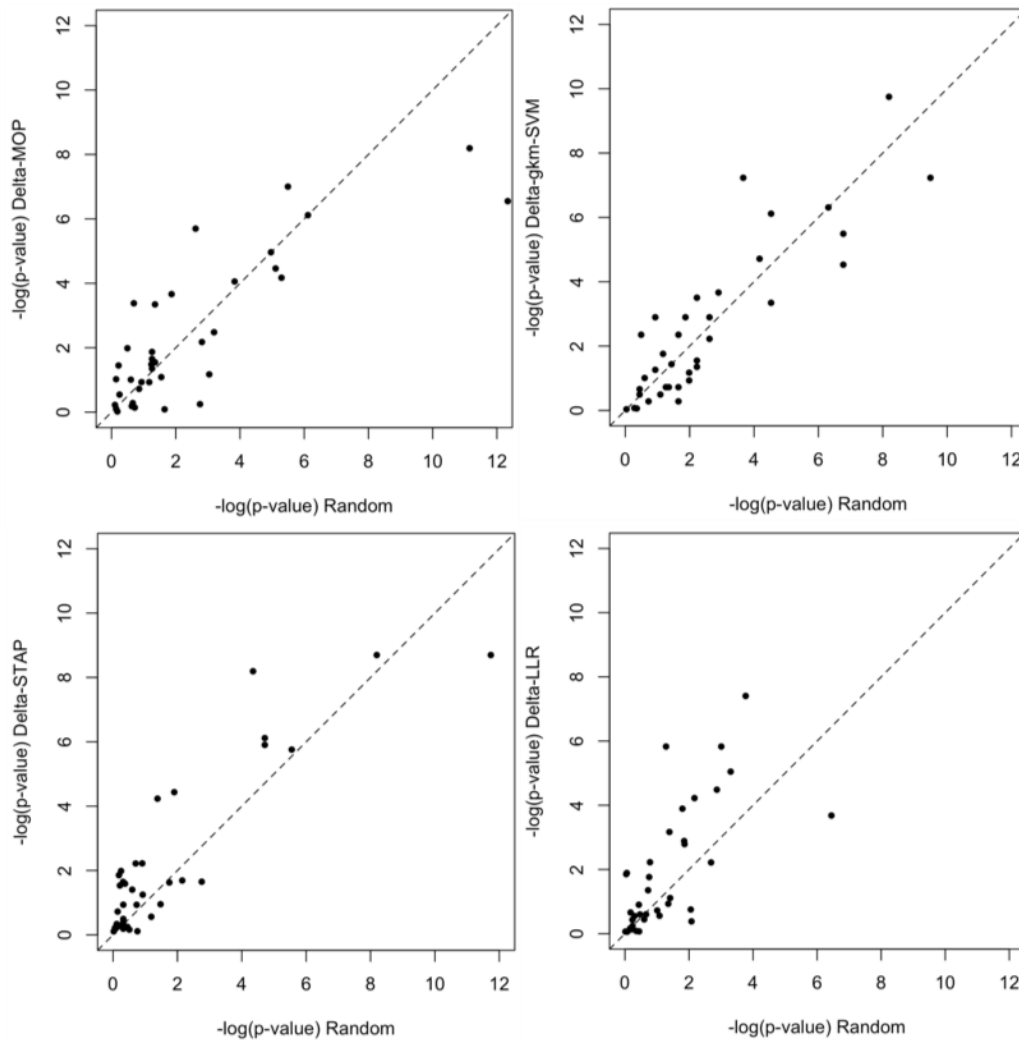 -log(p-value) Delta-MOP
12
10
8
6
4
2
0
0 2 4 6 8 10 12
-log(p-value) Random
-log(p-value) Delta-gkm-SVM
12
10
8
6
4
2
0
0 2 4 6 8 10 12
-log(p-value) Random
-log(p-value) Delta-STAP
12
10
8
6
4
2
0
0 2 4 6 8 10 12
-log(p-value) Random
-log(p-value) Delta-LLR
12
10
8
6
4
2
0
0 2 4 6 8 10 12
-log(p-value) Random